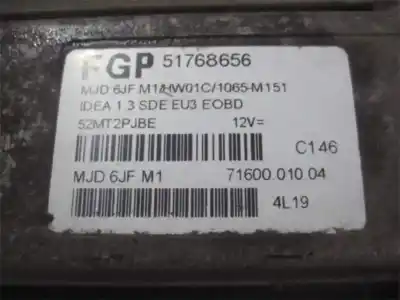 FGP 51768656
MJD 6JF.M1/HW01C/1065-M151
IDEA 1.3 SDE EU3 EOBD
52MT2PJBE 12V=
C146
MJD 6JF M1 71600.010.04
4L19